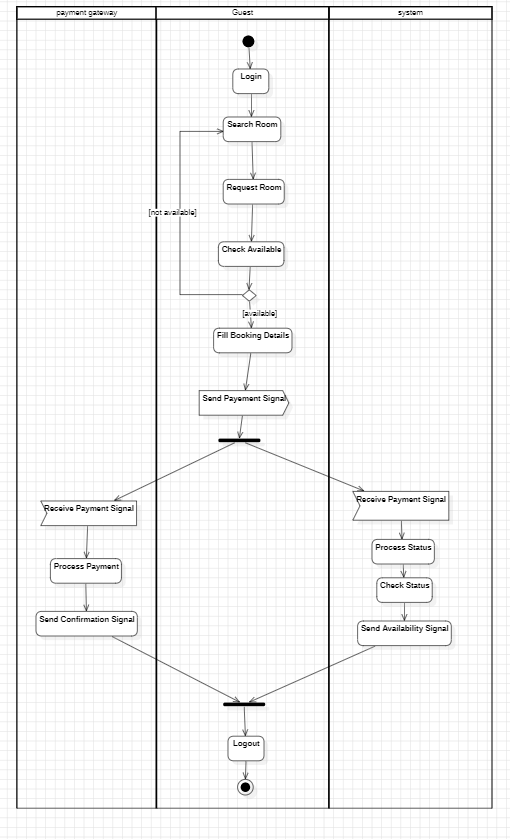 payment gateway
Guest
system
Login
Search Room
Request Room
[not available]
Check Available
[available]
Fill Booking Details
Send Payement Signal
Receive Payment Signal
Receive Payment Signal
Process Payment
Process Status
Check Status
Send Confirmation Signal
Send Availability Signal
Logout